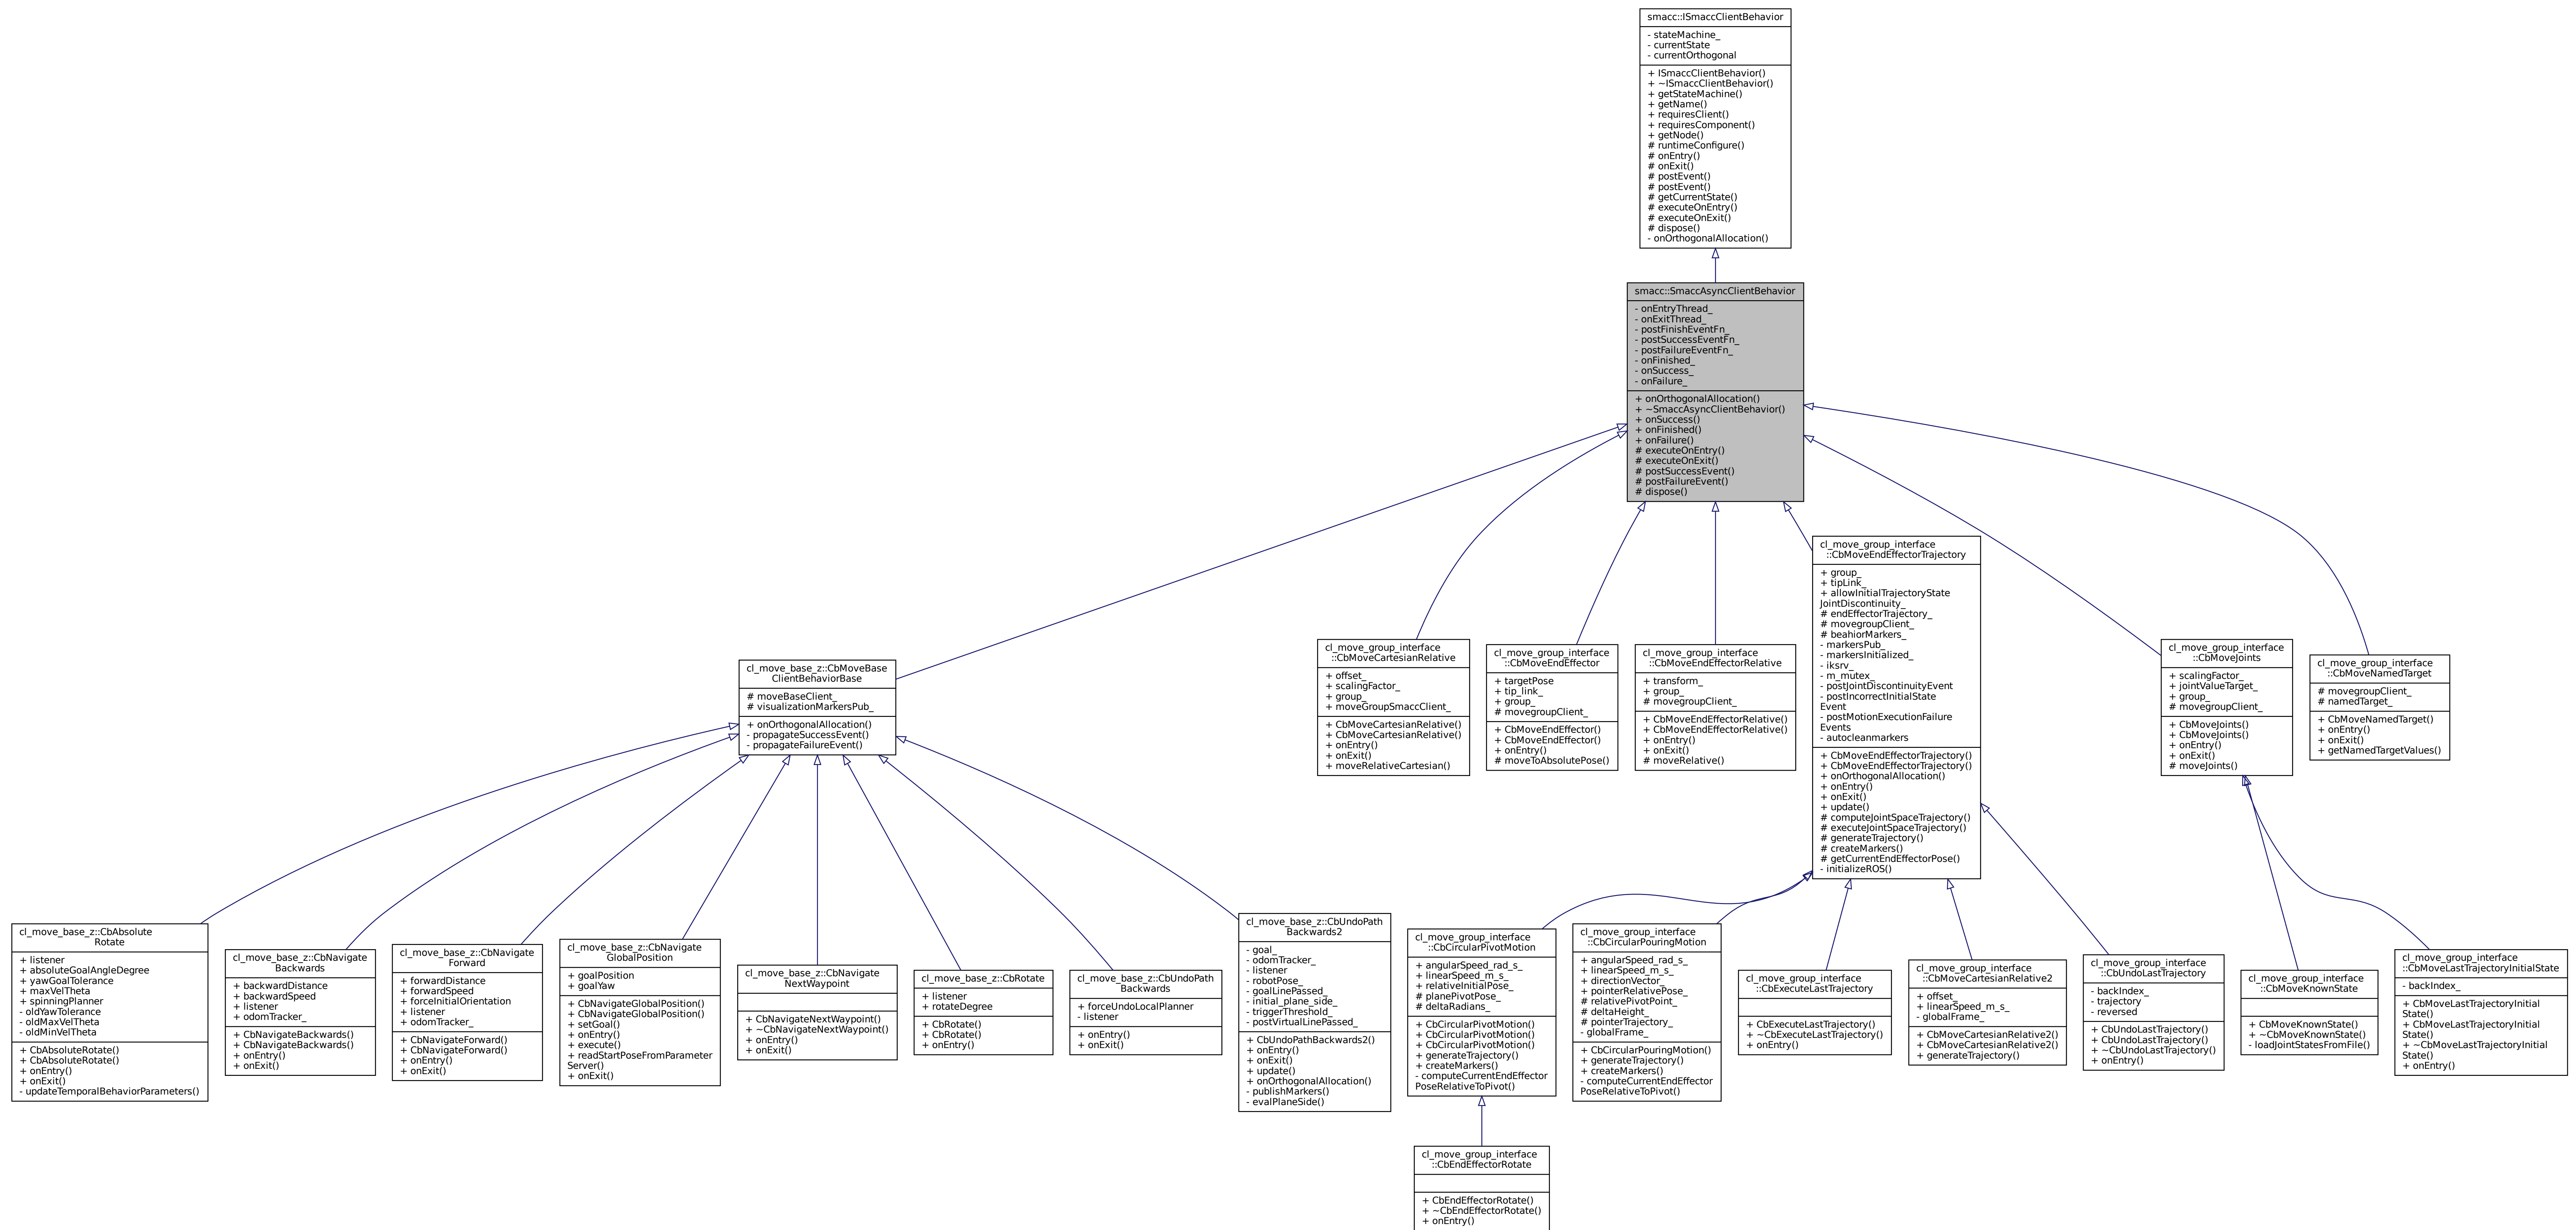 smacc::ISmaccClientBehavior
- stateMachine_
- currentState
- currentOrthogonal
+ ISmaccClientBehavior()
+ ~ISmaccClientBehavior()
+ getStateMachine()
+ getName()
+ requiresClient()
+ requiresComponent()
+ getNode()
# runtimeConfigure()
# onEntry()
# onExit()
# postEvent()
# postEvent()
# getCurrentState()
# executeOnEntry()
# executeOnExit()
# dispose()
- onOrthogonalAllocation()
smacc::SmaccAsyncClientBehavior
- onEntryThread_
- onExitThread_
- postFinishEventFn_
- postSuccessEventFn_
- postFailureEventFn_
- onFinished_
- onSuccess_
- onFailure_
+ onOrthogonalAllocation()
+ ~SmaccAsyncClientBehavior()
+ onSuccess()
+ onFinished()
+ onFailure()
# executeOnEntry()
# executeOnExit()
# postSuccessEvent()
# postFailureEvent()
# dispose()
cl_move_base_z::CbMoveBase
ClientBehaviorBase
# moveBaseClient_
# visualizationMarkersPub_
+ onOrthogonalAllocation()
- propagateSuccessEvent()
- propagateFailureEvent()
cl_move_group_interface
::CbMoveCartesianRelative
+ offset_
+ scalingFactor_
+ group_
+ moveGroupSmaccClient_
+ CbMoveCartesianRelative()
+ CbMoveCartesianRelative()
+ onEntry()
+ onExit()
+ moveRelativeCartesian()
cl_move_group_interface
::CbMoveEndEffector
+ targetPose
+ tip_link_
+ group_
# movegroupClient_
+ CbMoveEndEffector()
+ CbMoveEndEffector()
+ onEntry()
# moveToAbsolutePose()
cl_move_group_interface
::CbMoveEndEffectorRelative
+ transform_
+ group_
# movegroupClient_
+ CbMoveEndEffectorRelative()
+ CbMoveEndEffectorRelative()
+ onEntry()
+ onExit()
# moveRelative()
cl_move_group_interface
::CbMoveEndEffectorTrajectory
+ group_
+ tipLink_
+ allowInitialTrajectoryState
JointDiscontinuity_
# endEffectorTrajectory_
# movegroupClient_
# beahiorMarkers_
- markersPub_
- markersInitialized_
- iksrv_
- m_mutex_
- postJointDiscontinuityEvent
- postIncorrectInitialState
Event
- postMotionExecutionFailure
Events
- autocleanmarkers
+ CbMoveEndEffectorTrajectory()
+ CbMoveEndEffectorTrajectory()
+ onOrthogonalAllocation()
+ onEntry()
+ onExit()
+ update()
# computeJointSpaceTrajectory()
# executeJointSpaceTrajectory()
# generateTrajectory()
# createMarkers()
# getCurrentEndEffectorPose()
- initializeROS()
cl_move_group_interface
::CbMoveJoints
+ scalingFactor_
+ jointValueTarget_
+ group_
# movegroupClient_
+ CbMoveJoints()
+ CbMoveJoints()
+ onEntry()
+ onExit()
# moveJoints()
cl_move_group_interface
::CbMoveNamedTarget
# movegroupClient_
# namedTarget_
+ CbMoveNamedTarget()
+ onEntry()
+ onExit()
+ getNamedTargetValues()
cl_move_base_z::CbAbsolute
Rotate
+ listener
+ absoluteGoalAngleDegree
+ yawGoalTolerance
+ maxVelTheta
+ spinningPlanner
- oldYawTolerance
- oldMaxVelTheta
- oldMinVelTheta
+ CbAbsoluteRotate()
+ CbAbsoluteRotate()
+ onEntry()
+ onExit()
- updateTemporalBehaviorParameters()
cl_move_base_z::CbNavigate
Backwards
+ backwardDistance
+ backwardSpeed
+ listener
+ odomTracker_
+ CbNavigateBackwards()
+ CbNavigateBackwards()
+ onEntry()
+ onExit()
cl_move_base_z::CbNavigate
Forward
+ forwardDistance
+ forwardSpeed
+ forceInitialOrientation
+ listener
+ odomTracker_
+ CbNavigateForward()
+ CbNavigateForward()
+ onEntry()
+ onExit()
cl_move_base_z::CbNavigate
GlobalPosition
+ goalPosition
+ goalYaw
+ CbNavigateGlobalPosition()
+ CbNavigateGlobalPosition()
+ setGoal()
+ onEntry()
+ execute()
+ readStartPoseFromParameter
Server()
+ onExit()
cl_move_base_z::CbNavigate
NextWaypoint
+ CbNavigateNextWaypoint()
+ ~CbNavigateNextWaypoint()
+ onEntry()
+ onExit()
cl_move_base_z::CbRotate
+ listener
+ rotateDegree
+ CbRotate()
+ CbRotate()
+ onEntry()
cl_move_base_z::CbUndoPath
Backwards
+ forceUndoLocalPlanner
- listener
+ onEntry()
+ onExit()
cl_move_base_z::CbUndoPath
Backwards2
- goal_
- odomTracker_
- listener
- robotPose_
- goalLinePassed_
- initial_plane_side_
- triggerThreshold_
- postVirtualLinePassed_
+ CbUndoPathBackwards2()
+ onEntry()
+ onExit()
+ update()
+ onOrthogonalAllocation()
- publishMarkers()
- evalPlaneSide()
cl_move_group_interface
::CbCircularPivotMotion
+ angularSpeed_rad_s_
+ linearSpeed_m_s_
+ relativeInitialPose_
# planePivotPose_
# deltaRadians_
+ CbCircularPivotMotion()
+ CbCircularPivotMotion()
+ CbCircularPivotMotion()
+ generateTrajectory()
+ createMarkers()
- computeCurrentEndEffector
PoseRelativeToPivot()
cl_move_group_interface
::CbCircularPouringMotion
+ angularSpeed_rad_s_
+ linearSpeed_m_s_
+ directionVector_
+ pointerRelativePose_
# relativePivotPoint_
# deltaHeight_
# pointerTrajectory_
- globalFrame_
+ CbCircularPouringMotion()
+ generateTrajectory()
+ createMarkers()
- computeCurrentEndEffector
PoseRelativeToPivot()
cl_move_group_interface
::CbExecuteLastTrajectory
+ CbExecuteLastTrajectory()
+ ~CbExecuteLastTrajectory()
+ onEntry()
cl_move_group_interface
::CbMoveCartesianRelative2
+ offset_
+ linearSpeed_m_s_
- globalFrame_
+ CbMoveCartesianRelative2()
+ CbMoveCartesianRelative2()
+ generateTrajectory()
cl_move_group_interface
::CbUndoLastTrajectory
- backIndex_
- trajectory
- reversed
+ CbUndoLastTrajectory()
+ CbUndoLastTrajectory()
+ ~CbUndoLastTrajectory()
+ onEntry()
cl_move_group_interface
::CbMoveKnownState
+ CbMoveKnownState()
+ ~CbMoveKnownState()
- loadJointStatesFromFile()
cl_move_group_interface
::CbMoveLastTrajectoryInitialState
- backIndex_
+ CbMoveLastTrajectoryInitial
State()
+ CbMoveLastTrajectoryInitial
State()
+ ~CbMoveLastTrajectoryInitial
State()
+ onEntry()
cl_move_group_interface
::CbEndEffectorRotate
+ CbEndEffectorRotate()
+ ~CbEndEffectorRotate()
+ onEntry()